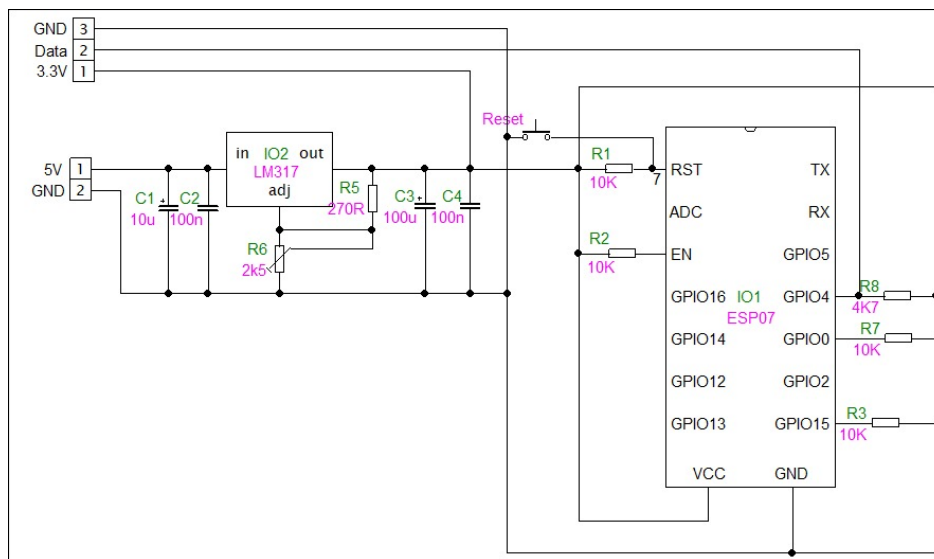 GND 3
Data 2
3.3V 1
Reset
5V 1
GND 2
in IO2 out
LM317
adj
C1
10u
C2
100n
R5
270R
C3
100u
C4
100n
R6
2k5
R1
10K
7
R2
10K
RST TX
ADC RX
EN GPIO5
GPIO16 IO1 GPIO4
ESP07
GPIO14 GPIO0
GPIO12 GPIO2
GPIO13 GPIO15
VCC GND
R8
4K7
R7
10K
R3
10K